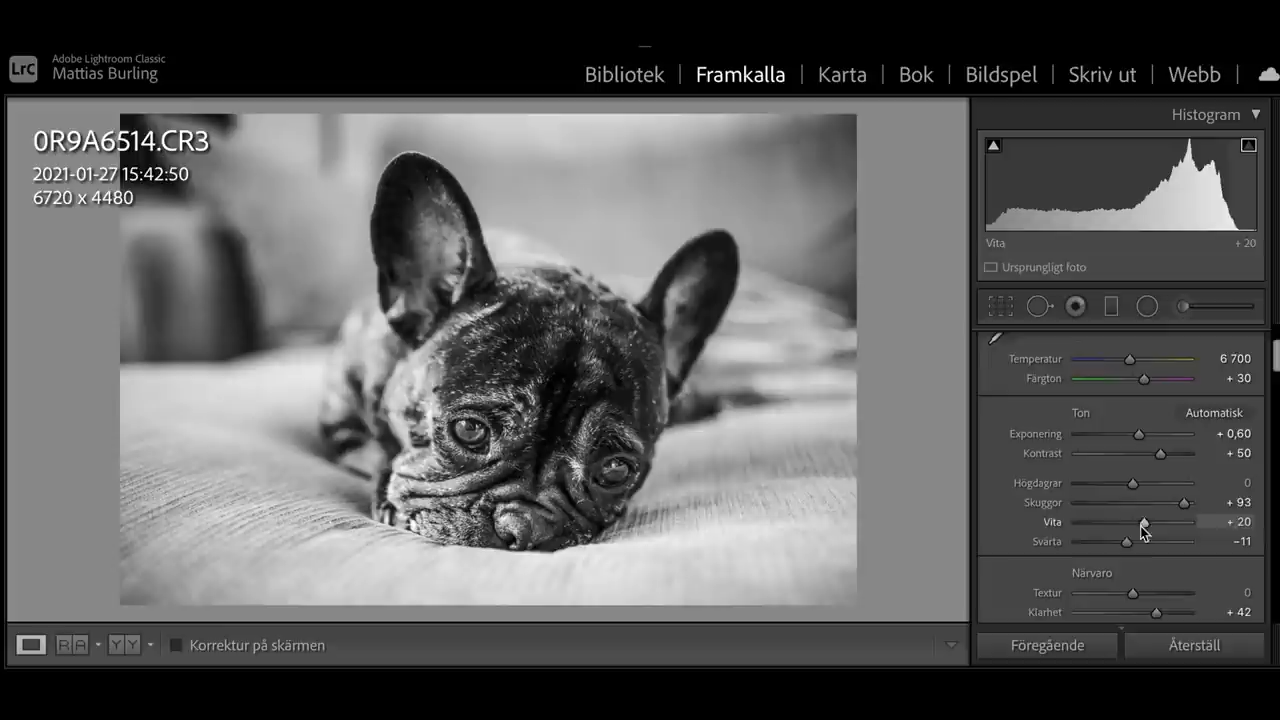 LrC
Adobe Lightroom Classic
Mattias Burling
Bibliotek | Framkalla | Karta | Bok | Bildspel | Skriv ut | Webb |
0R9A6514.CR3
2021-01-27 15:42:50
6720 x 4480
Histogram
Vita + 20
Ursprungligt foto
Temperatur 6 700
Färgton + 30
Ton Automatisk
Exponering + 0,60
Kontrast + 50
Högdagrar 0
Skuggor + 93
Vita + 20
Svärta −11
Närvaro
Textur 0
Klarhet + 42
R A Y Y Korrektur på skärmen
Föregående Återställ